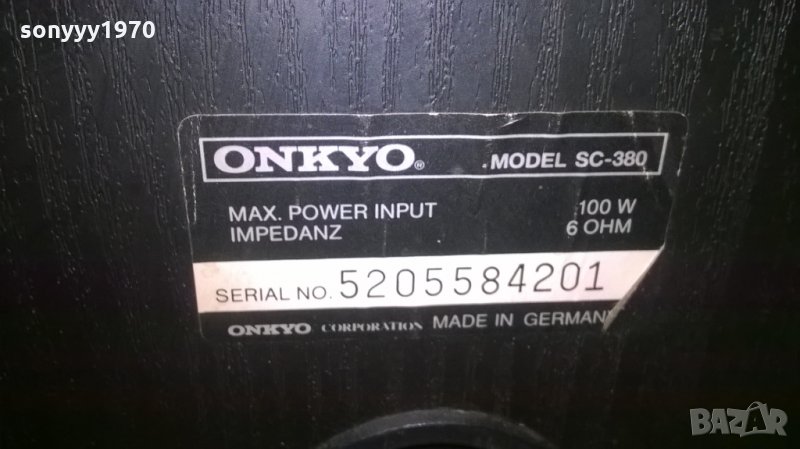 sonyyy1970
ONKYO® MODEL SC-380
MAX. POWER INPUT 100 W
IMPEDANZ 6 OHM
SERIAL NO. 5205584201
ONKYO CORPORATION MADE IN GERMANY
BAZAR